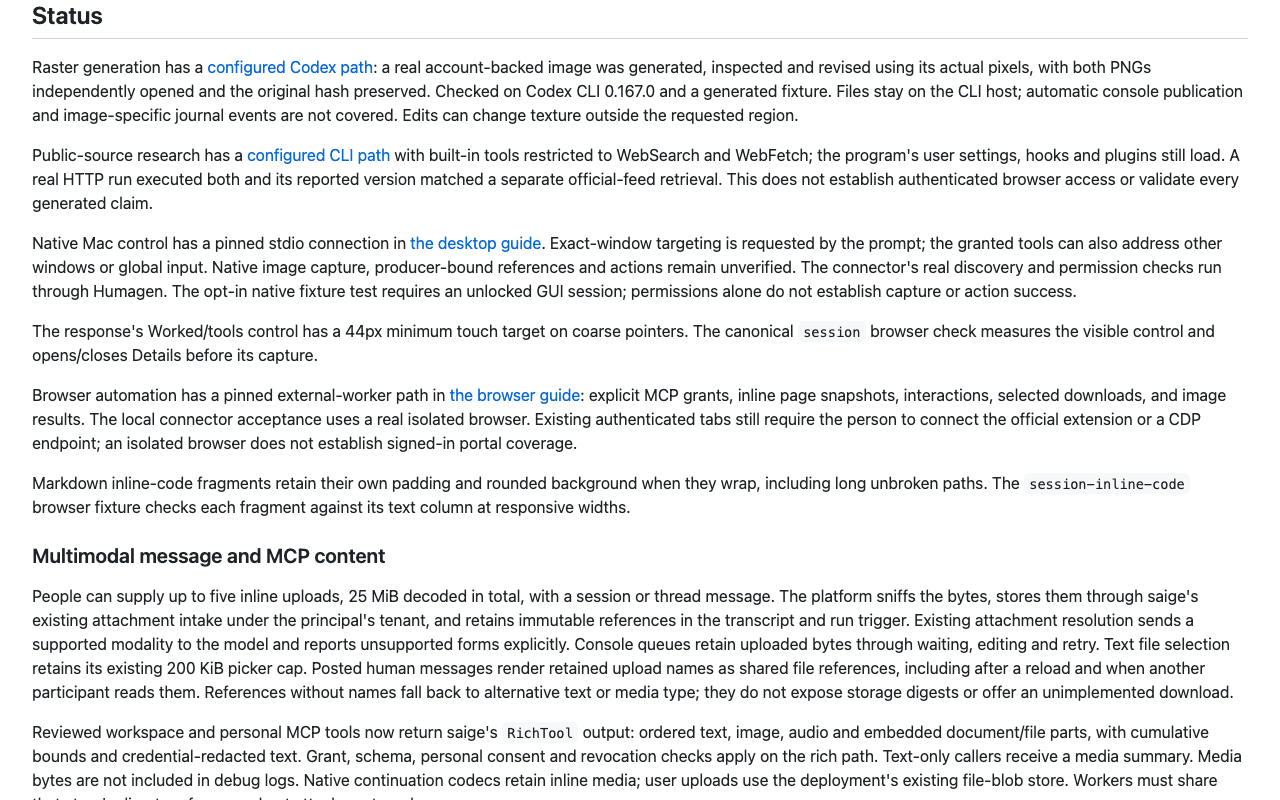 Status
Raster generation has a configured Codex path: a real account-backed image was generated, inspected and revised using its actual pixels, with both PNGs
independently opened and the original hash preserved. Checked on Codex CLI 0.167.0 and a generated fixture. Files stay on the CLI host; automatic console publication
and image-specific journal events are not covered. Edits can change texture outside the requested region.
Public-source research has a configured CLI path with built-in tools restricted to WebSearch and WebFetch; the program's user settings, hooks and plugins still load. A
real HTTP run executed both and its reported version matched a separate official-feed retrieval. This does not establish authenticated browser access or validate every
generated claim.
Native Mac control has a pinned stdio connection in the desktop guide. Exact-window targeting is requested by the prompt; the granted tools can also address other
windows or global input. Native image capture, producer-bound references and actions remain unverified. The connector's real discovery and permission checks run
through Humagen. The opt-in native fixture test requires an unlocked GUI session; permissions alone do not establish capture or action success.
The response's Worked/tools control has a 44px minimum touch target on coarse pointers. The canonical session browser check measures the visible control and
opens/closes Details before its capture.
Browser automation has a pinned external-worker path in the browser guide: explicit MCP grants, inline page snapshots, interactions, selected downloads, and image
results. The local connector acceptance uses a real isolated browser. Existing authenticated tabs still require the person to connect the official extension or a CDP
endpoint; an isolated browser does not establish signed-in portal coverage.
Markdown inline-code fragments retain their own padding and rounded background when they wrap, including long unbroken paths. The session-inline-code
browser fixture checks each fragment against its text column at responsive widths.
Multimodal message and MCP content
People can supply up to five inline uploads, 25 MiB decoded in total, with a session or thread message. The platform sniffs the bytes, stores them through saige's
existing attachment intake under the principal's tenant, and retains immutable references in the transcript and run trigger. Existing attachment resolution sends a
supported modality to the model and reports unsupported forms explicitly. Console queues retain uploaded bytes through waiting, editing and retry. Text file selection
retains its existing 200 KiB picker cap. Posted human messages render retained upload names as shared file references, including after a reload and when another
participant reads them. References without names fall back to alternative text or media type; they do not expose storage digests or offer an unimplemented download.
Reviewed workspace and personal MCP tools now return saige's RichTool output: ordered text, image, audio and embedded document/file parts, with cumulative
bounds and credential-redacted text. Grant, schema, personal consent and revocation checks apply on the rich path. Text-only callers receive a media summary. Media
bytes are not included in debug logs. Native continuation codecs retain inline media; user uploads use the deployment's existing file-blob store. Workers must share